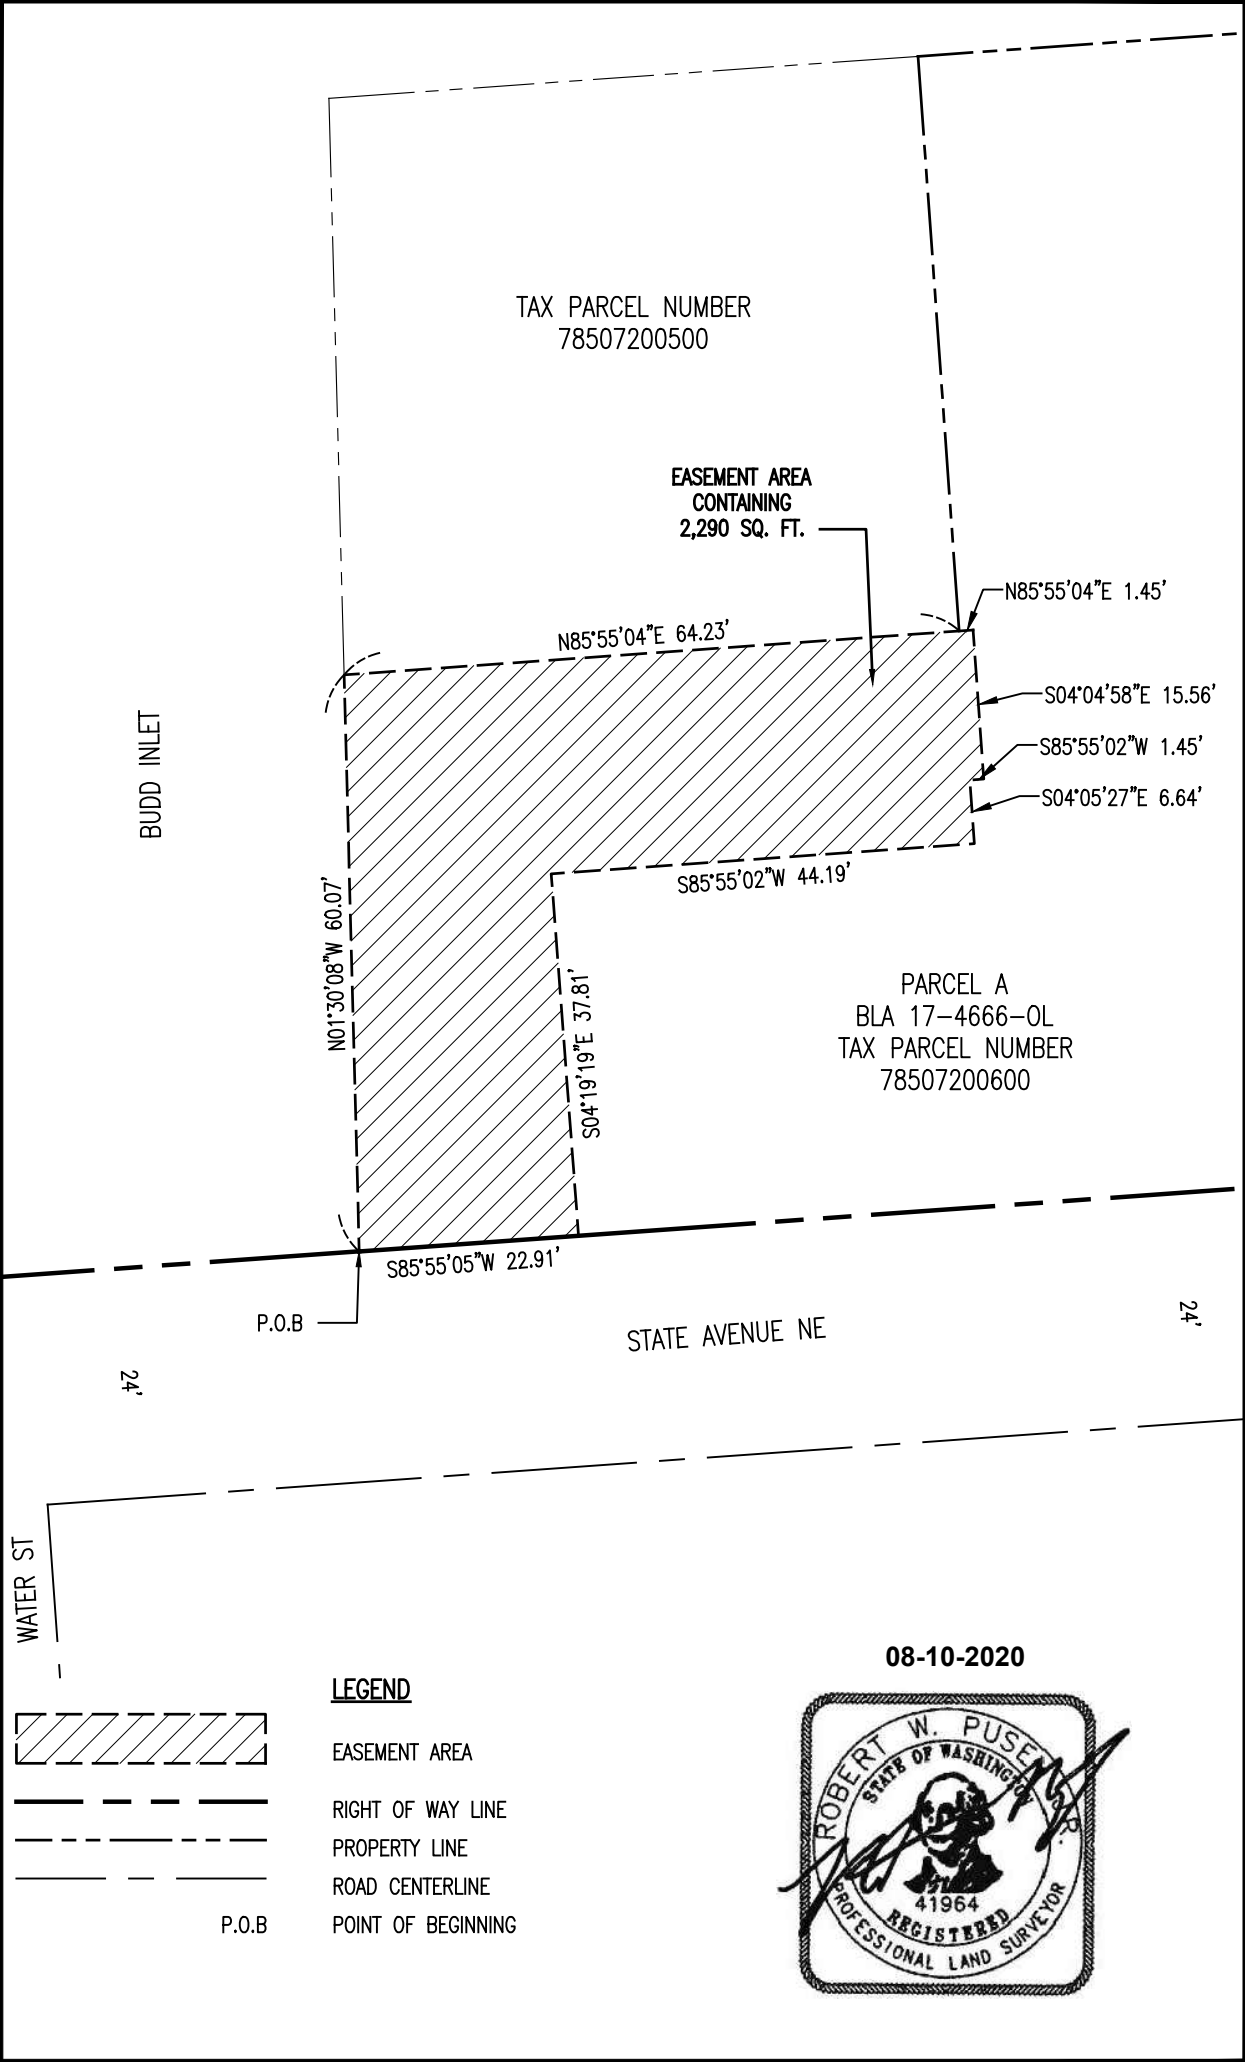 TAX PARCEL NUMBER
78507200500
EASEMENT AREA
CONTAINING
2,290 SQ. FT.
N85°55'04"E 1.45'
N85°55'04"E 64.23'
S04°04'58"E 15.56'
S85°55'02"W 1.45'
S04°05'27"E 6.64'
BUDD INLET
S85°55'02"W 44.19'
N01°30'08"W 60.07'
S04°19'19"E 37.81'
PARCEL A
BLA 17-4666-OL
TAX PARCEL NUMBER
78507200600
S85°55'05"W 22.91'
P.O.B
STATE AVENUE NE
24'
24'
WATER ST
LEGEND
EASEMENT AREA
RIGHT OF WAY LINE
PROPERTY LINE
ROAD CENTERLINE
P.O.B POINT OF BEGINNING
08-10-2020
ROBERT W. PUSEY JR.
STATE OF WASHINGTON
41964
REGISTERED
PROFESSIONAL LAND SURVEYOR